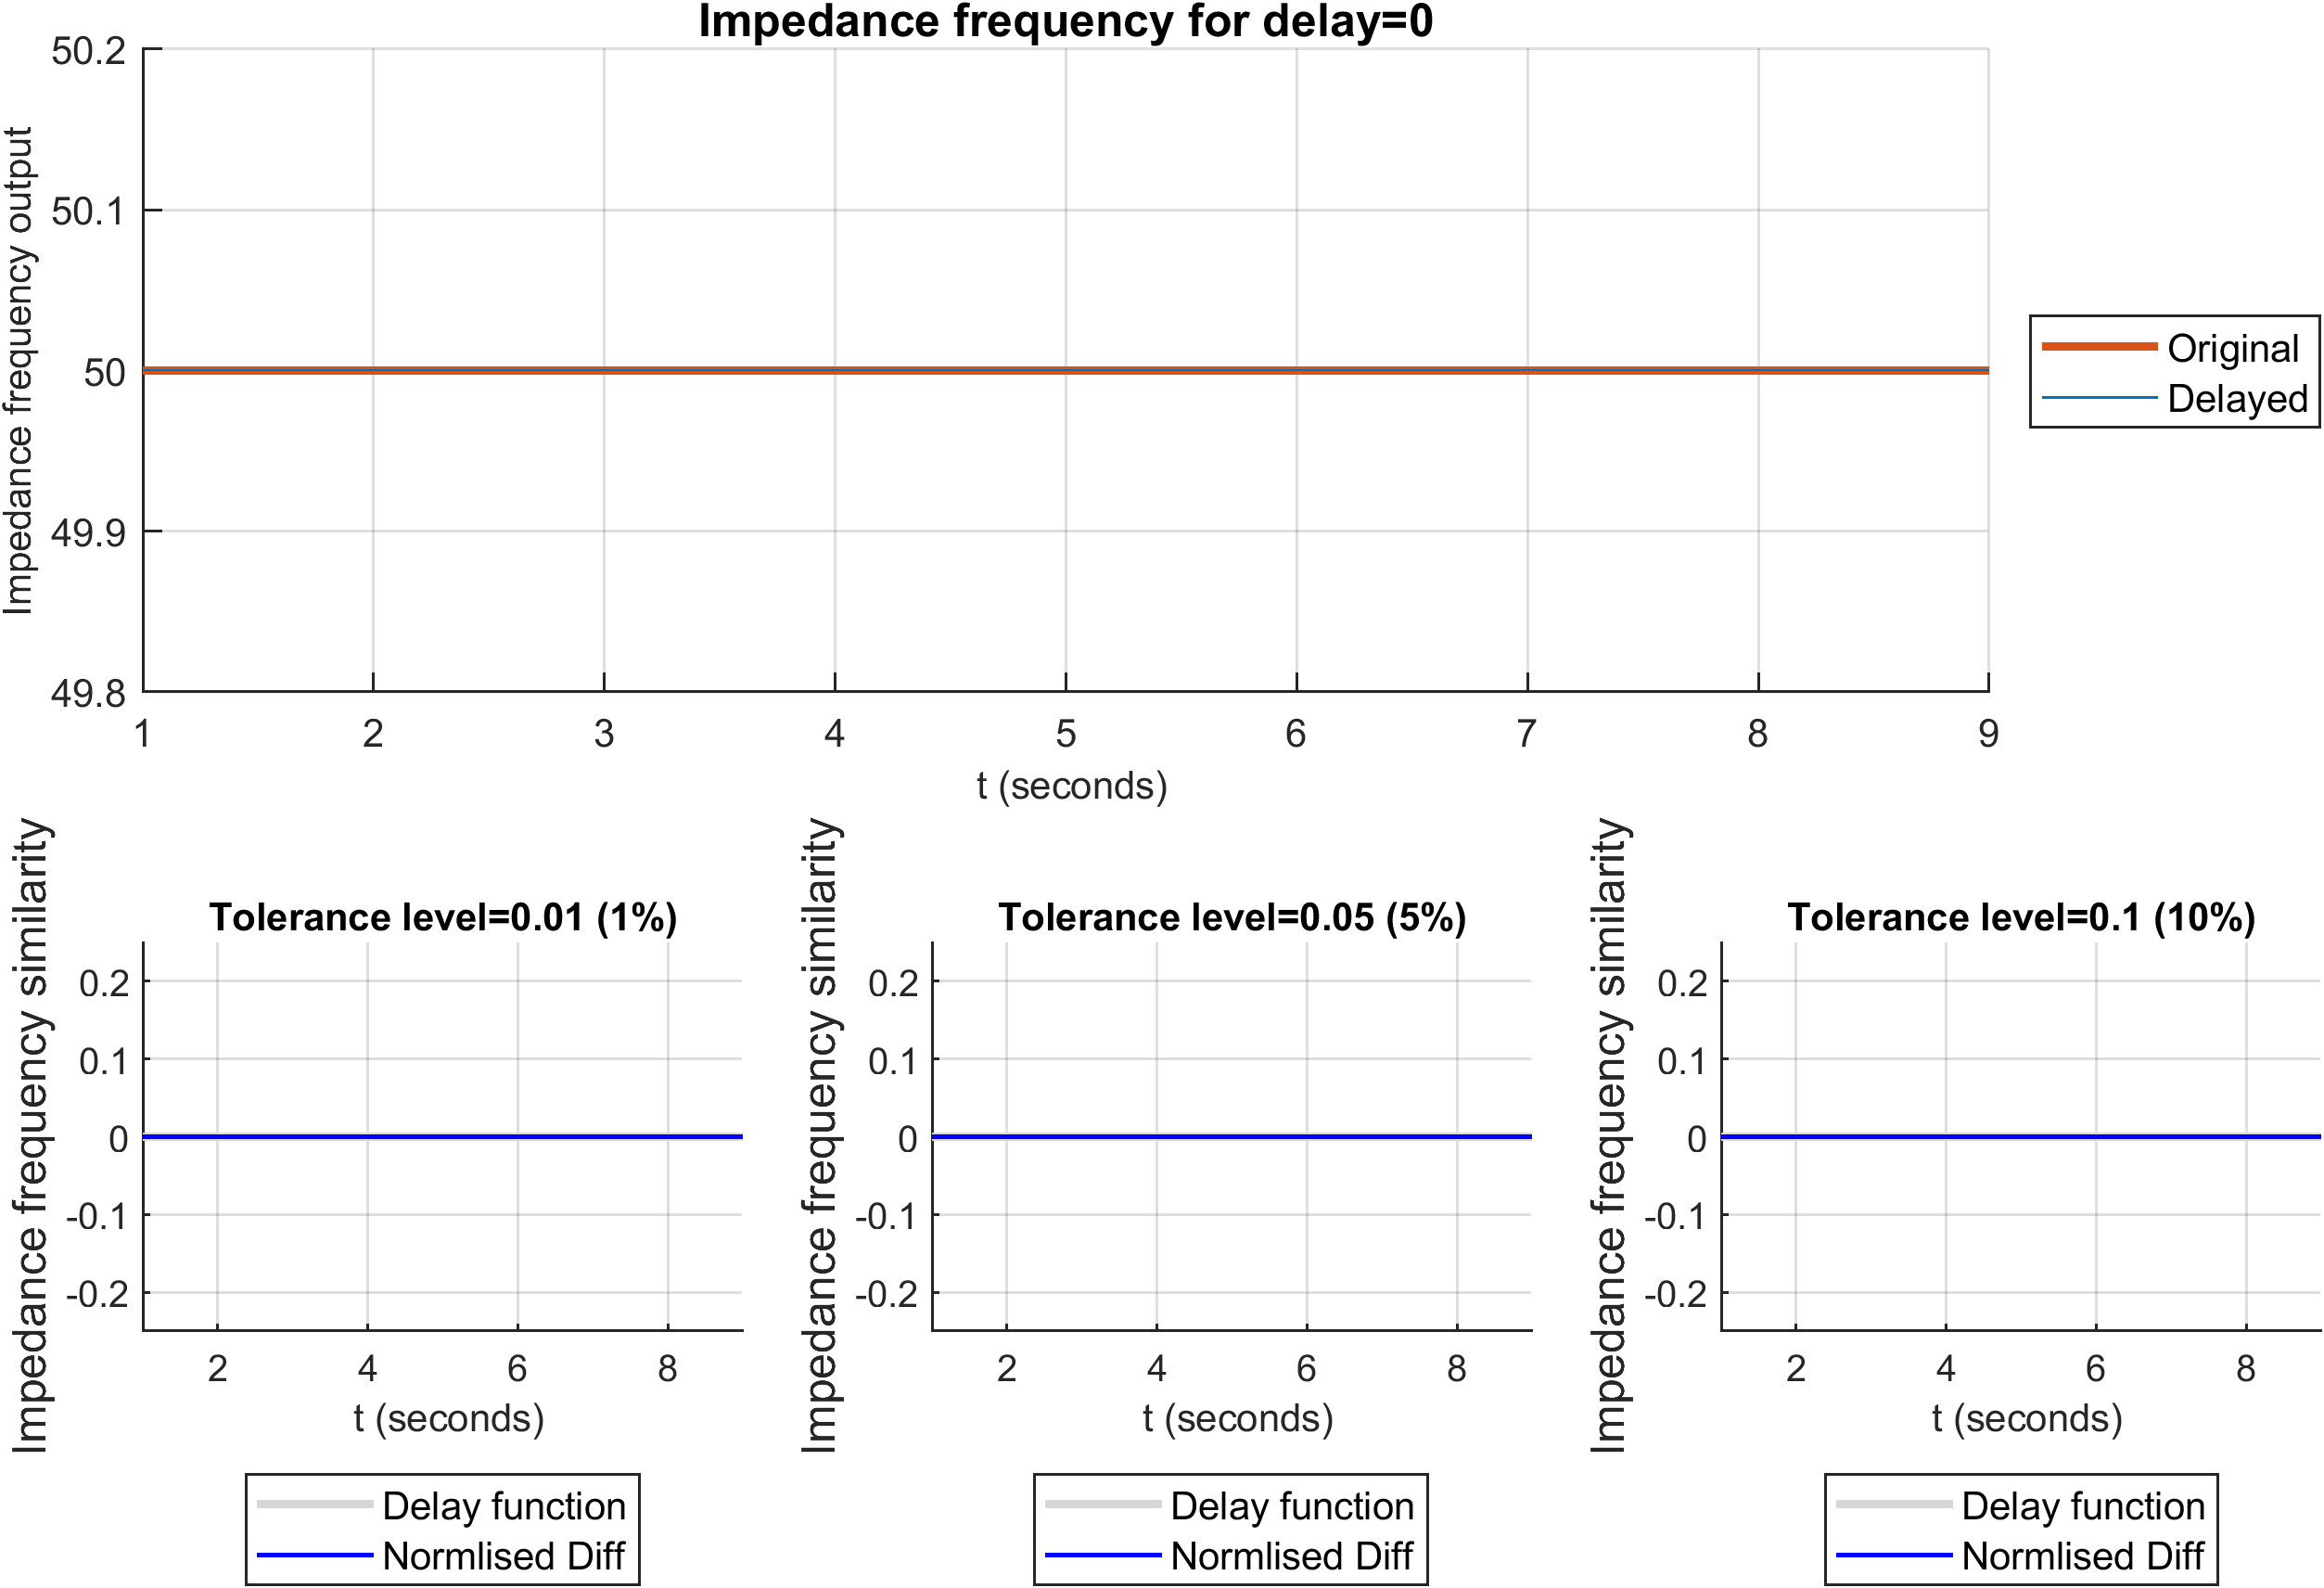 Impedance frequency for delay=0
Impedance frequency output
50.2
50.1
50
49.9
49.8
1 2 3 4 5 6 7 8 9
t (seconds)
Original
Delayed
Tolerance level=0.01 (1%)
Impedance frequency similarity
0.2
0.1
0
-0.1
-0.2
2 4 6 8
t (seconds)
Delay function
Normlised Diff
Tolerance level=0.05 (5%)
Impedance frequency similarity
0.2
0.1
0
-0.1
-0.2
2 4 6 8
t (seconds)
Delay function
Normlised Diff
Tolerance level=0.1 (10%)
Impedance frequency similarity
0.2
0.1
0
-0.1
-0.2
2 4 6 8
t (seconds)
Delay function
Normlised Diff